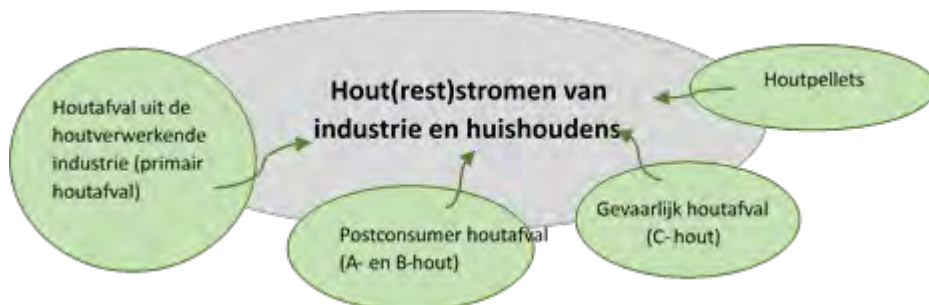 Hout(rest)stromen van
industrie en huishoudens
Houtafval uit de
houtverwerkende
industrie (primair
houtafval)
Postconsumer houtafval
(A- en B-hout)
Gevaarlijk houtafval
(C- hout)
Houtpellets